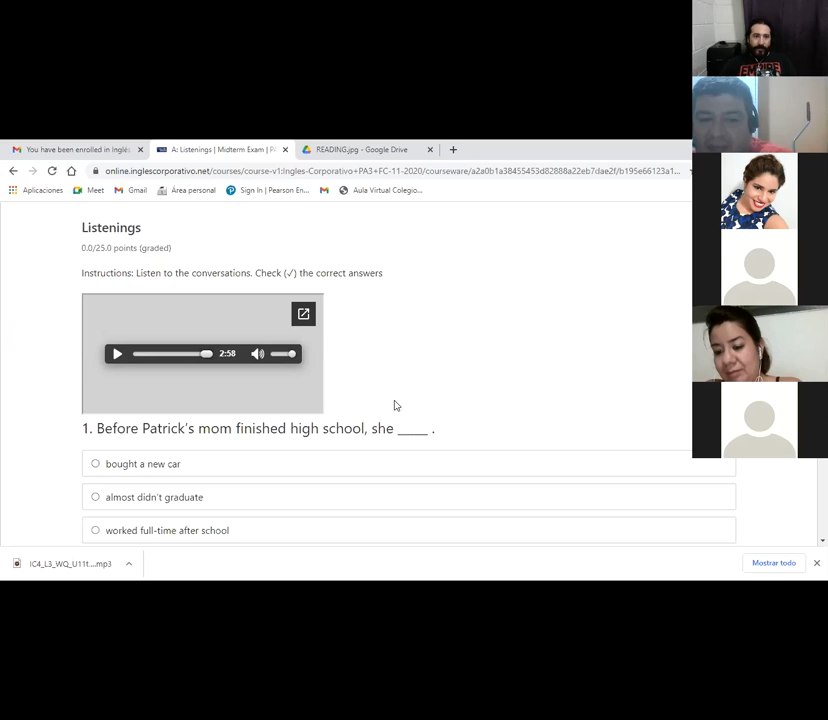 You have been enrolled in Inglés
A: Listenings | Midterm Exam | P
READING.jpg - Google Drive
online.inglescorporativo.net/courses/course-v1:Ingles-Corporativo+PA3+FC-11-2020/courseware/a2a0b1a38455453d82888a22eb7dae2f/b195e66123a1...
Aplicaciones
Meet
Gmail
Área personal
Sign In | Pearson En...
Aula Virtual Colegio...
EMPIRE
Listenings
0.0/25.0 points (graded)
Instructions: Listen to the conversations. Check (✓) the correct answers
2:58
1. Before Patrick's mom finished high school, she _____ .
bought a new car
almost didn't graduate
worked full-time after school
IC4_L3_WQ_U11t....mp3
Mostrar todo